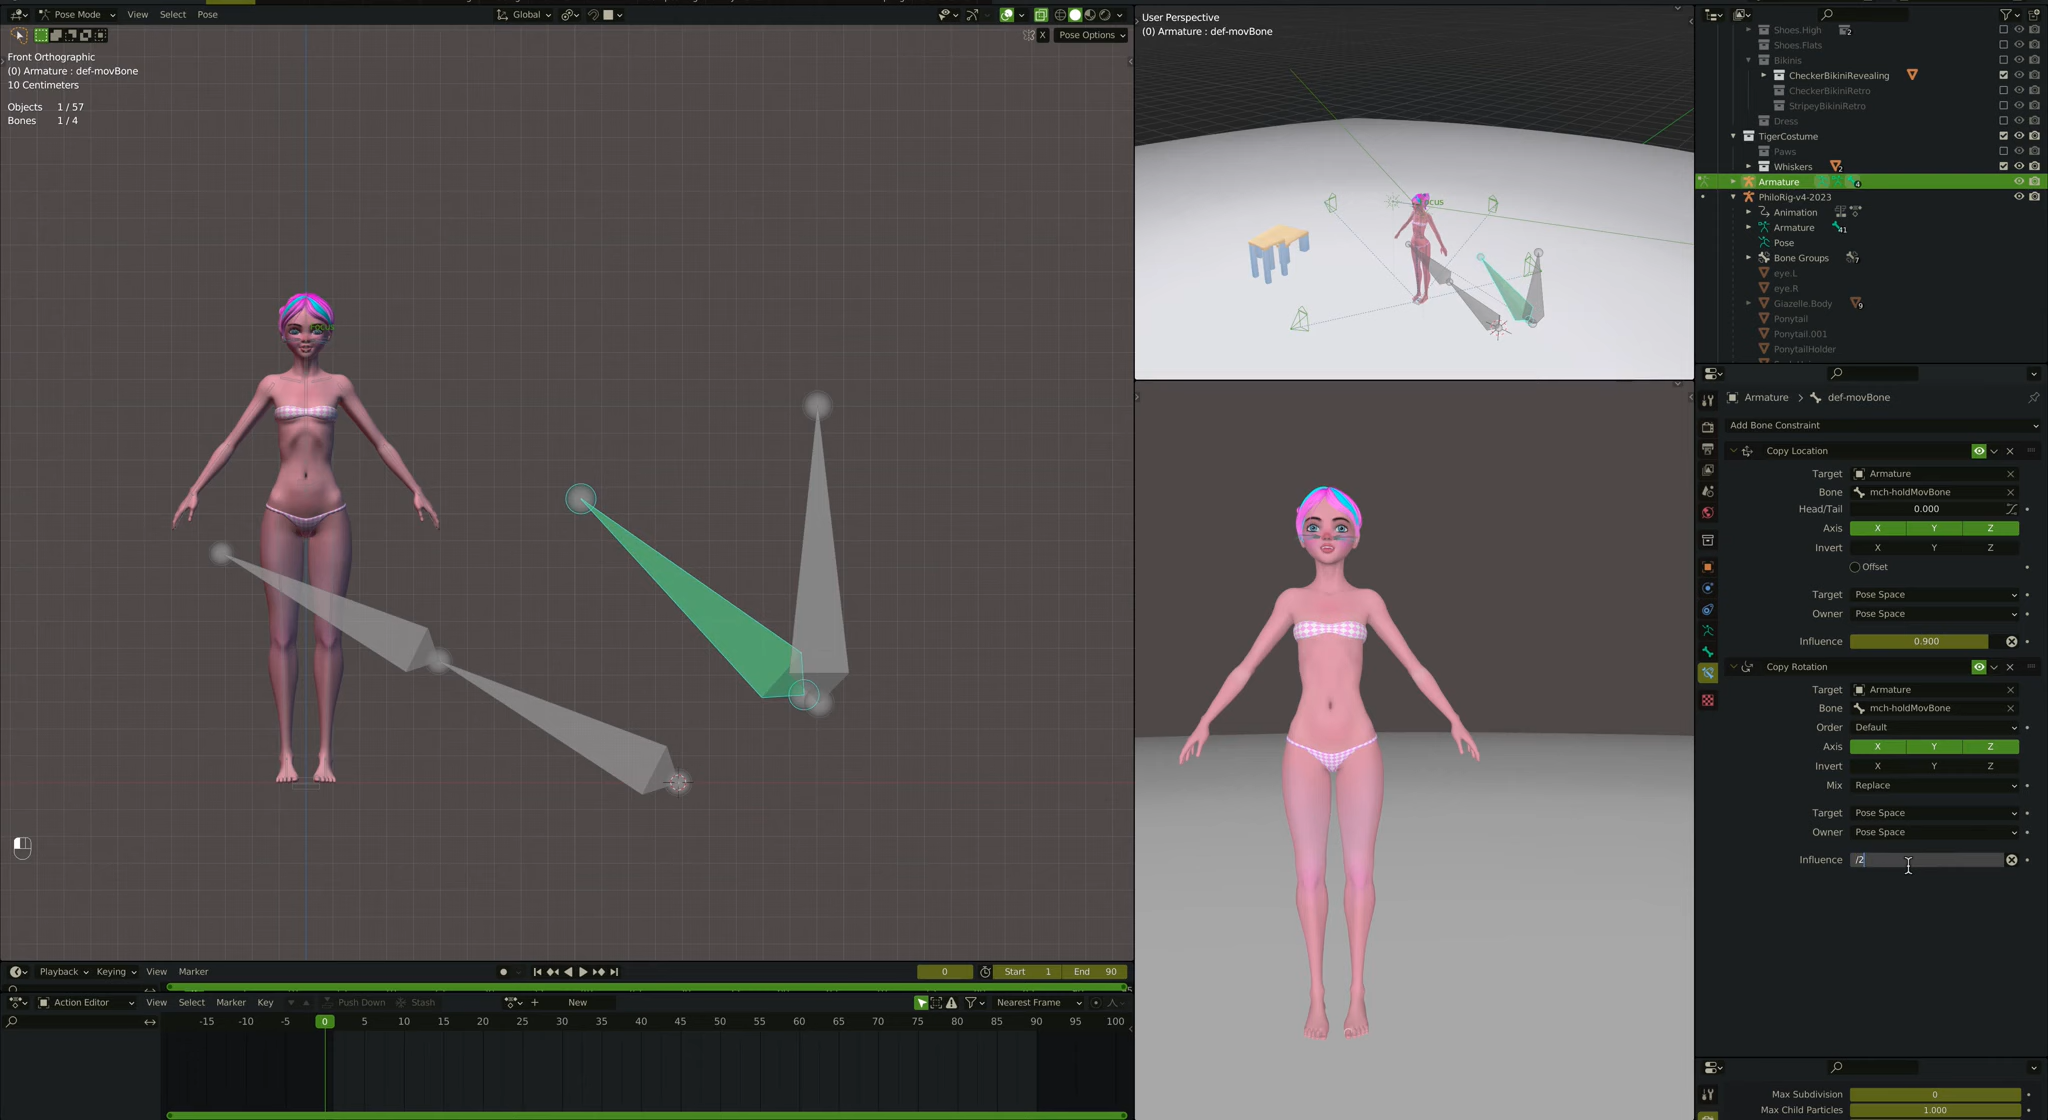 Pose Mode View Select Pose Global
X Pose Options
Front Orthographic
(0) Armature : def-movBone
10 Centimeters
Objects 1 / 57
Bones 1 / 4
Focus
Playback Keying View Marker 0 Start 1 End 90
Action Editor View Select Marker Key Push Down Stash New Nearest Frame
-15 -10 -5 0 5 10 15 20 25 30 35 40 45 50 55 60 65 70 75 80 85 90 95 100
User Perspective
(0) Armature : def-movBone
Shoes.High 2
Shoes.Flats
Bikinis
CheckerBikiniRevealing
CheckerBikiniRetro
StripeyBikiniRetro
Dress
TigerCostume
Paws
Whiskers 2
Armature 4
PhiloRig-v4-2023
Animation
Armature 41
Pose
Bone Groups 7
eye.L
eye.R
Giazelle.Body 9
Ponytail
Ponytail.001
PonytailHolder
Armature > def-movBone
Add Bone Constraint
Copy Location
Target Armature
Bone mch-holdMovBone
Head/Tail 0.000
Axis X Y Z
Invert X Y Z
Offset
Target Pose Space
Owner Pose Space
Influence 0.900
Copy Rotation
Target Armature
Bone mch-holdMovBone
Order Default
Axis X Y Z
Invert X Y Z
Mix Replace
Target Pose Space
Owner Pose Space
Influence /2
Max Subdivision 0
Max Child Particles 1.000